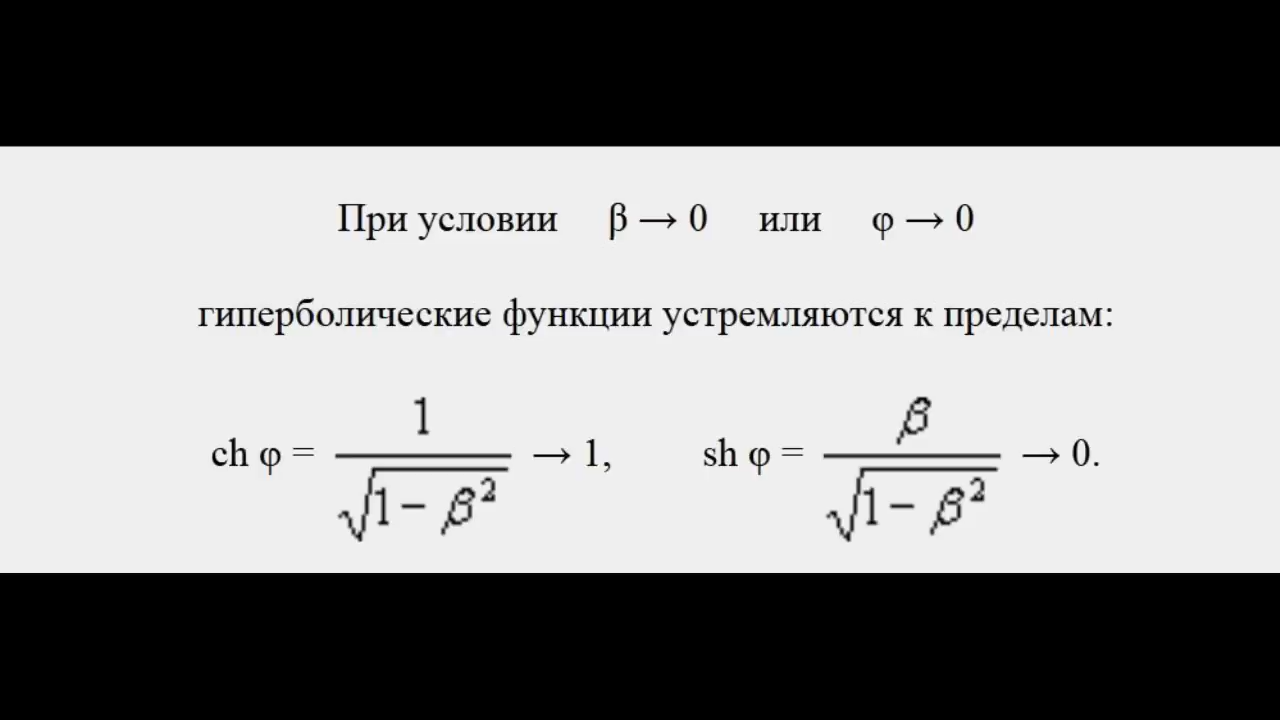 При условии β → 0 или φ → 0
гиперболические функции устремляются к пределам:
ch φ = 1 / √(1 − β²) → 1, sh φ = β / √(1 − β²) → 0.